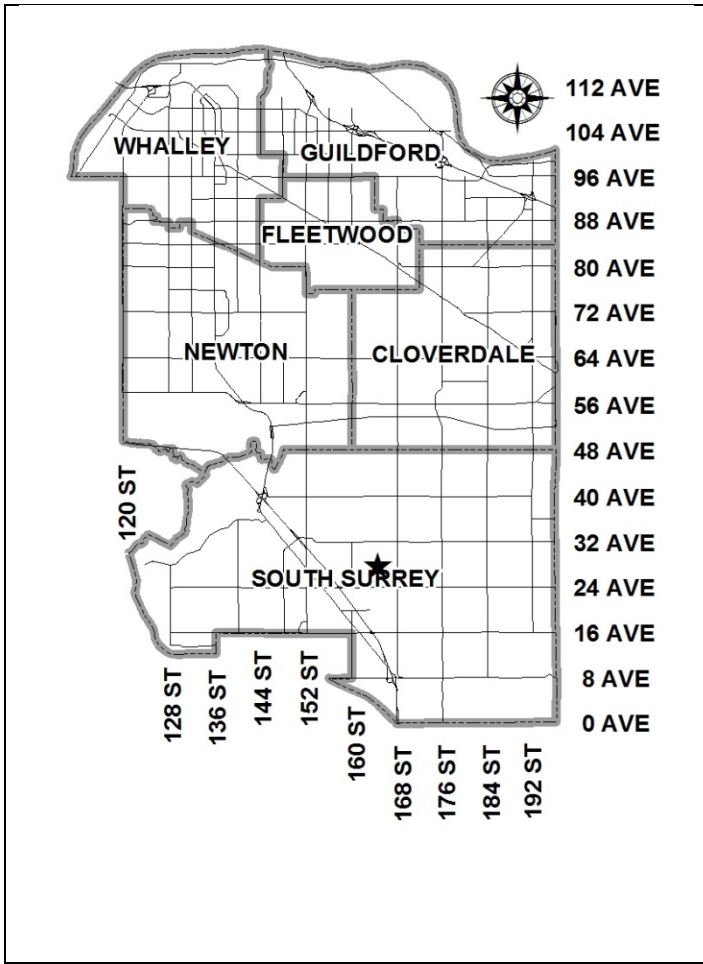 112 AVE
104 AVE
WHALLEY
GUILDFORD
96 AVE
88 AVE
FLEETWOOD
80 AVE
72 AVE
NEWTON
CLOVERDALE
64 AVE
56 AVE
48 AVE
40 AVE
120 ST
32 AVE
SOUTH SURREY
24 AVE
16 AVE
128 ST
136 ST
144 ST
152 ST
160 ST
8 AVE
0 AVE
168 ST
176 ST
184 ST
192 ST